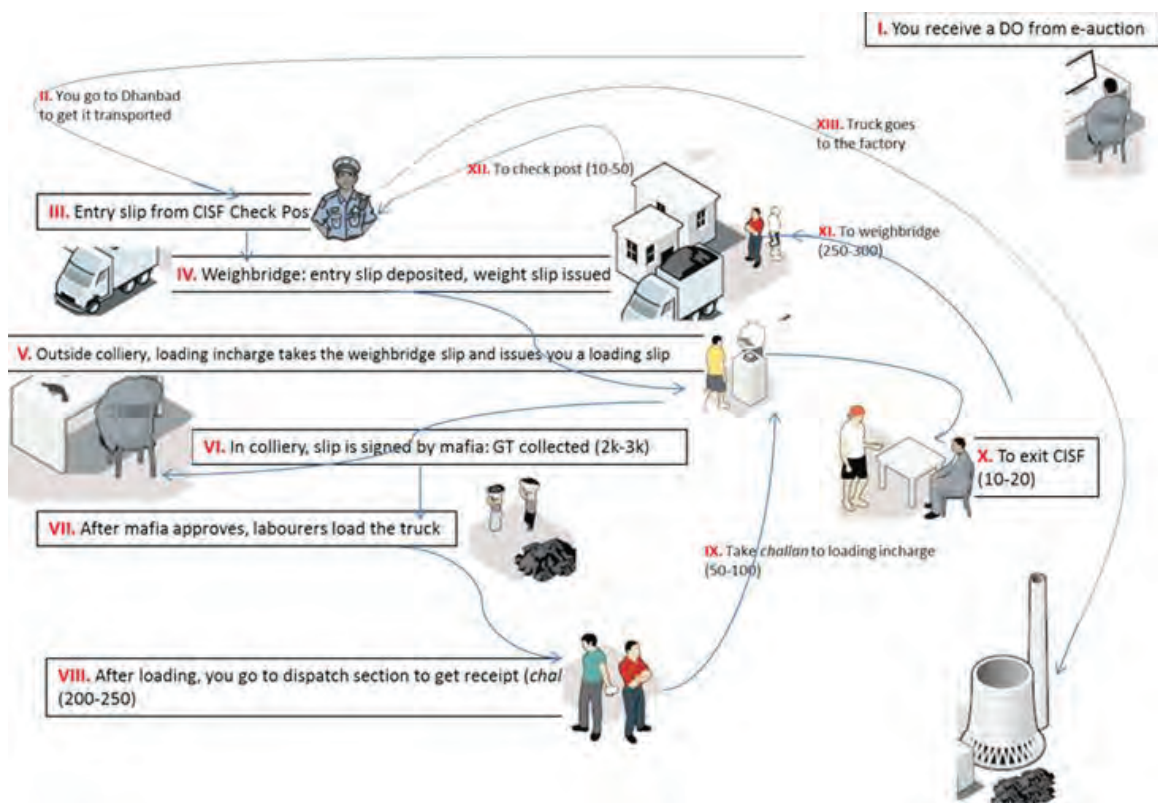 I. You receive a DO from e-auction
II. You go to Dhanbad
to get it transported
III. Entry slip from CISF Check Pos
IV. Weighbridge: entry slip deposited, weight slip issued
V. Outside colliery, loading incharge takes the weighbridge slip and issues you a loading slip
VI. In colliery, slip is signed by mafia: GT collected (2k-3k)
VII. After mafia approves, labourers load the truck
VIII. After loading, you go to dispatch section to get receipt (chal
(200-250)
IX. Take challan to loading incharge
(50-100)
X. To exit CISF
(10-20)
XI. To weighbridge
(250-300)
XII. To check post (10-50)
XIII. Truck goes
to the factory